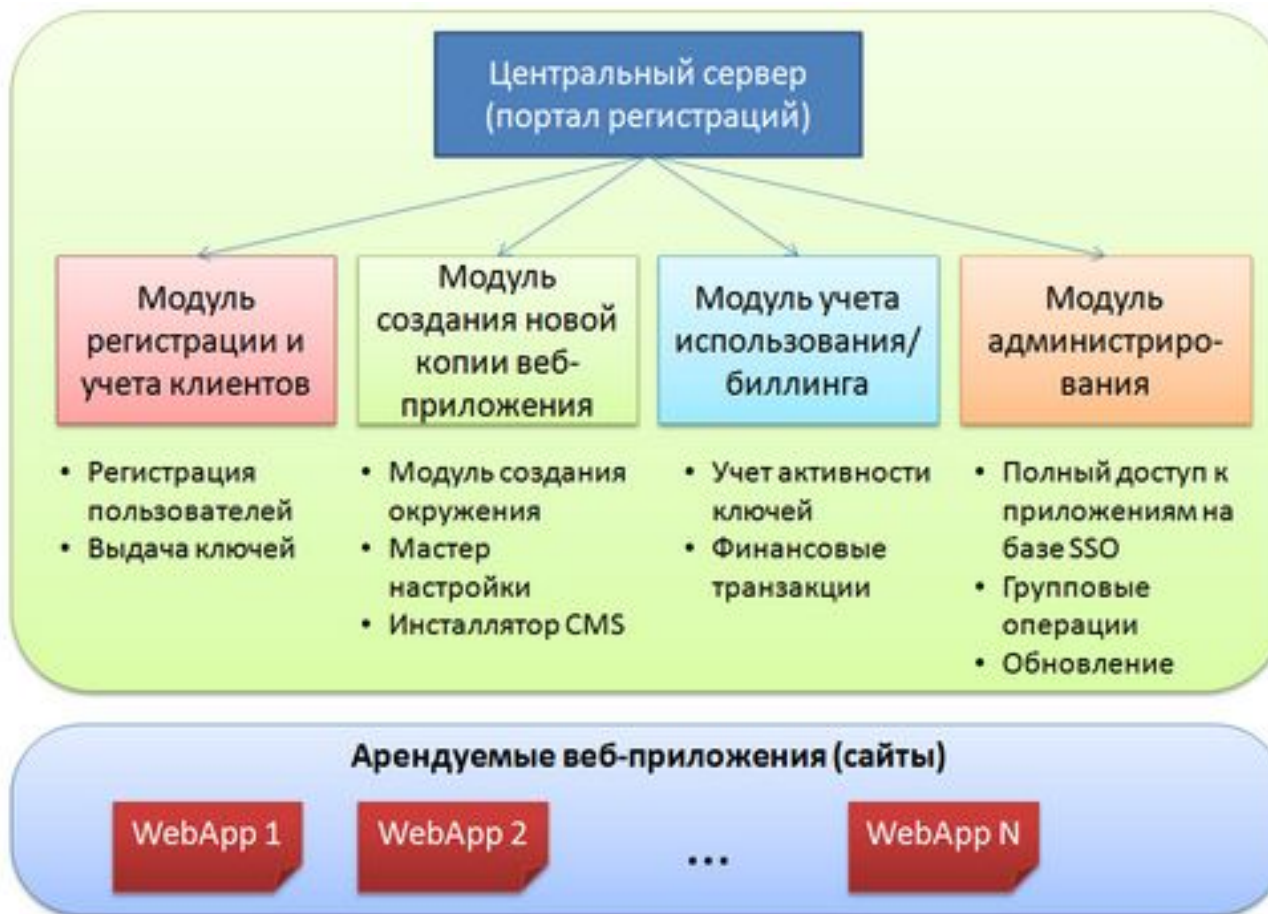 Центральный сервер
(портал регистраций)
Модуль
регистрации и
учета клиентов
Модуль
создания новой
копии веб-
приложения
Модуль учета
использования/
биллинга
Модуль
администриро-
вания
• Регистрация
пользователей
• Выдача ключей
• Модуль создания
окружения
• Мастер
настройки
• Инсталлятор CMS
• Учет активности
ключей
• Финансовые
транзакции
• Полный доступ к
приложениям на
базе SSO
• Групповые
операции
• Обновление
Арендуемые веб-приложения (сайты)
WebApp 1
WebApp 2
...
WebApp N